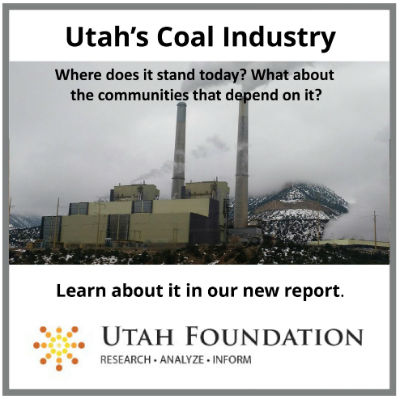 Utah's Coal Industry
Where does it stand today? What about
the communities that depend on it?
Learn about it in our new report.
UTAH FOUNDATION
RESEARCH • ANALYZE • INFORM